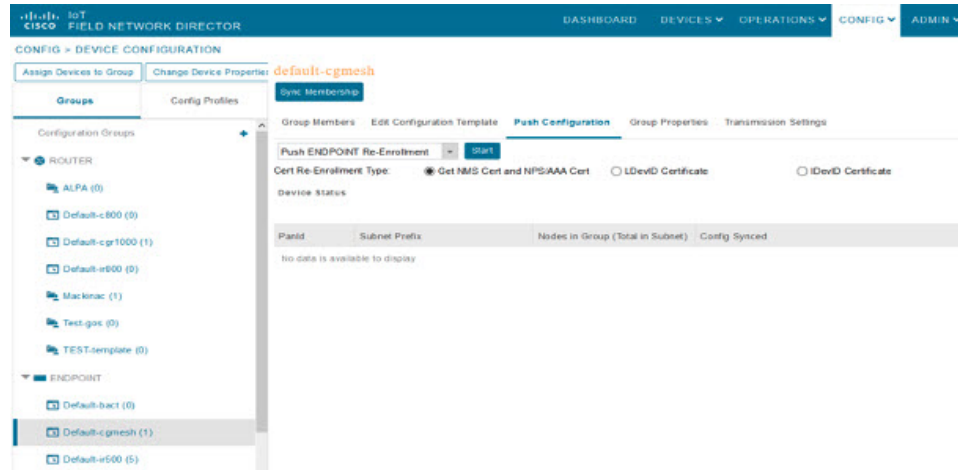 CISCO IoT
FIELD NETWORK DIRECTOR
DASHBOARD DEVICES OPERATIONS CONFIG ADMIN
CONFIG > DEVICE CONFIGURATION
Assign Devices to Group Change Device Properties
default-cgmesh
Sync Membership
Groups Config Profiles
Group Members Edit Configuration Template Push Configuration Group Properties Transmission Settings
Configuration Groups
Push ENDPOINT Re-Enrollment Start
Cert Re-Enrollment Type: Get NMS Cert and NPS/AAA Cert LDevID Certificate IDevID Certificate
Device Status
PanId Subnet Prefix Nodes in Group (Total in Subnet) Config Synced
No data is available to display
ROUTER
ALPA (0)
Default-c800 (0)
Default-cgr1000 (1)
Default-ir800 (0)
Mackinac (1)
Test-gos (0)
TEST-template (0)
ENDPOINT
Default-bact (0)
Default-cgmesh (1)
Default-ir500 (5)